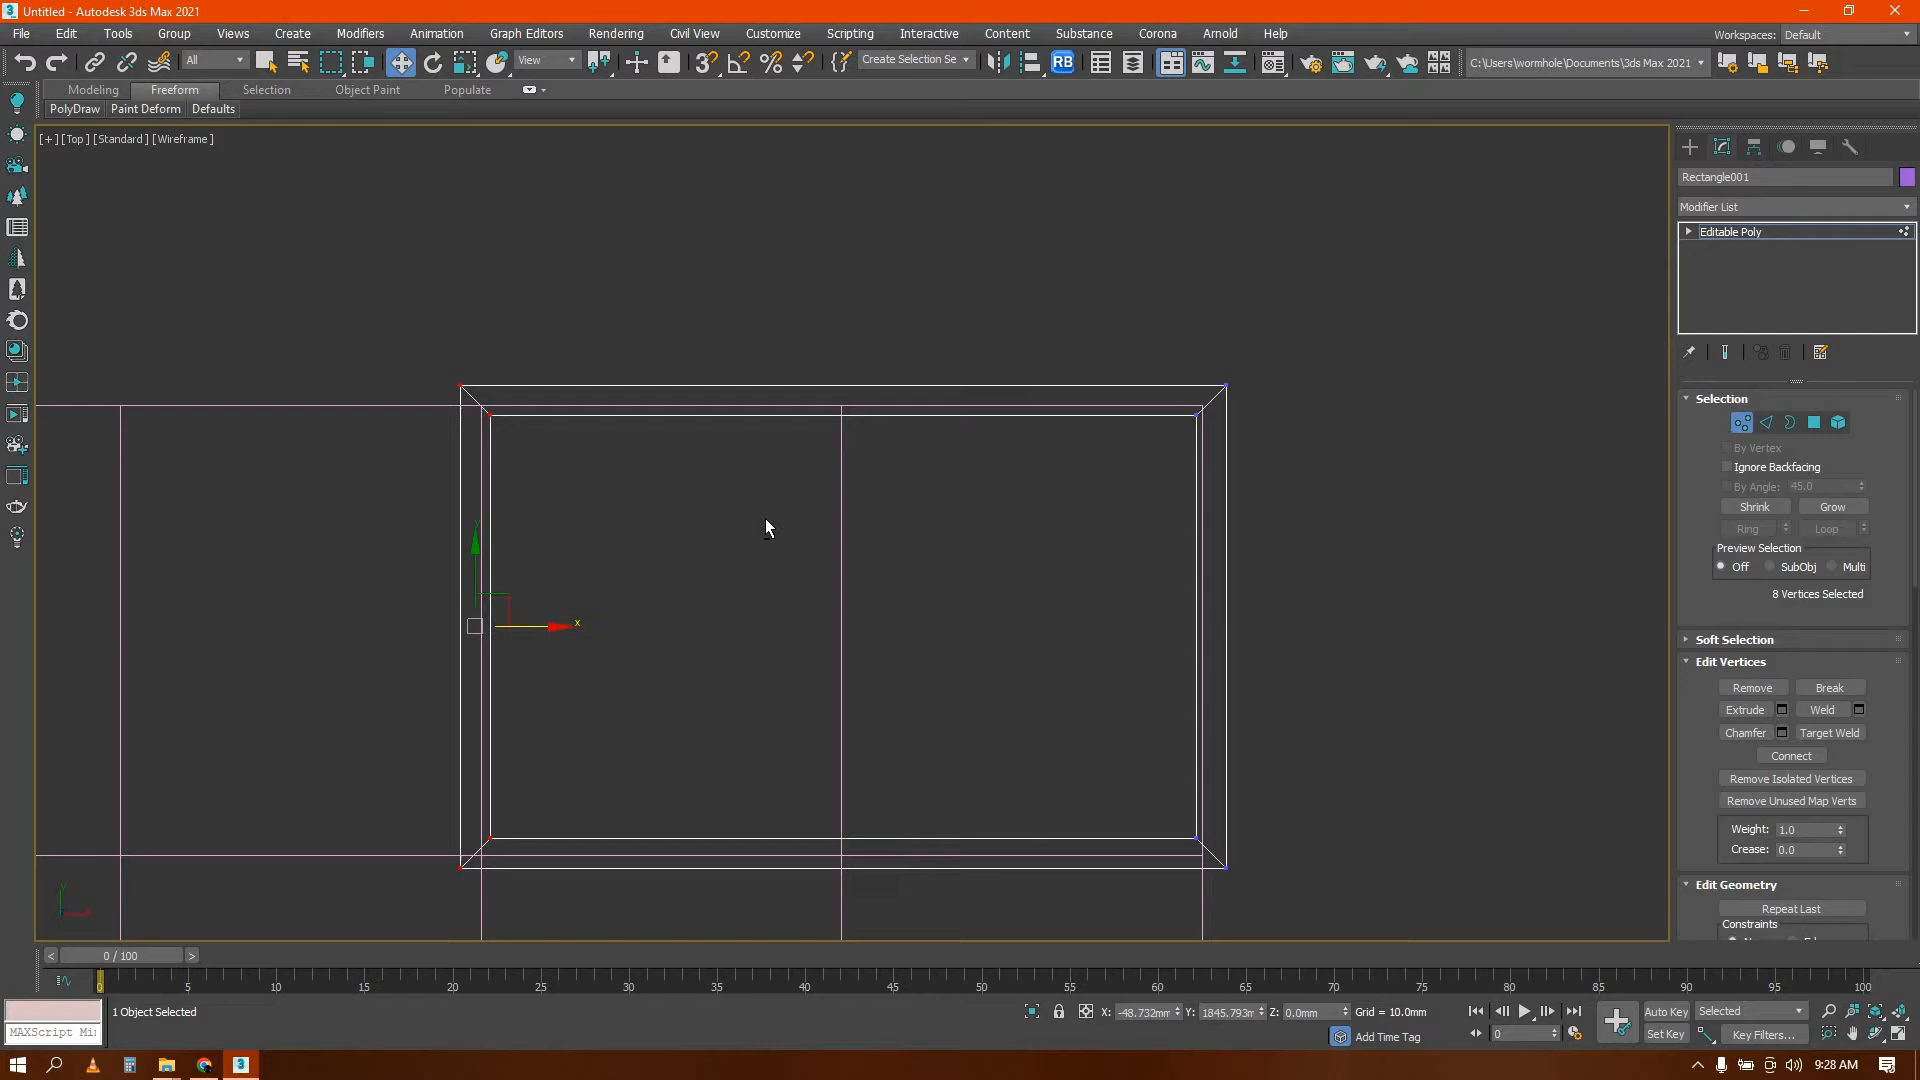 Untitled - Autodesk 3ds Max 2021
File Edit Tools Group Views Create Modifiers Animation Graph Editors Rendering Civil View Customize Scripting Interactive Content Substance Corona Arnold Help
Workspaces: Default
All View Create Selection Se RB C:\Users\wormhole\Documents\3ds Max 2021
Modeling Freeform Selection Object Paint Populate
PolyDraw Paint Deform Defaults
[+] [Top] [Standard] [Wireframe]
Rectangle001
Modifier List
Editable Poly
Selection
By Vertex
Ignore Backfacing
By Angle: 45.0
Shrink Grow
Ring Loop
Preview Selection
Off SubObj Multi
8 Vertices Selected
Soft Selection
Edit Vertices
Remove Break
Extrude Weld
Chamfer Target Weld
Connect
Remove Isolated Vertices
Remove Unused Map Verts
Weight: 1.0
Crease: 0.0
Edit Geometry
Repeat Last
Constraints
y
x
0 / 100
0 5 10 15 20 25 30 35 40 45 50 55 60 65 70 75 80 85 90 95 100
1 Object Selected
MAXScript Mi
X: -48.732mm Y: 1845.793m Z: 0.0mm Grid = 10.0mm
Add Time Tag
0
Auto Key Selected
Set Key Key Filters...
9:28 AM